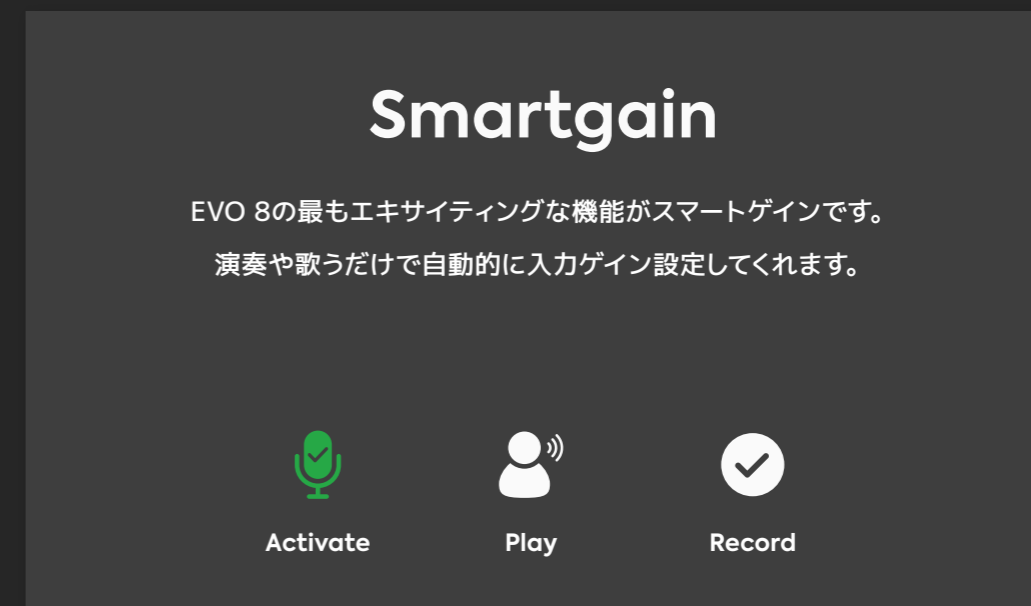 Smartgain
EVO 8の最もエキサイティングな機能がスマートゲインです。
演奏や歌うだけで自動的に入力ゲイン設定してくれます。
Activate
Play
Record